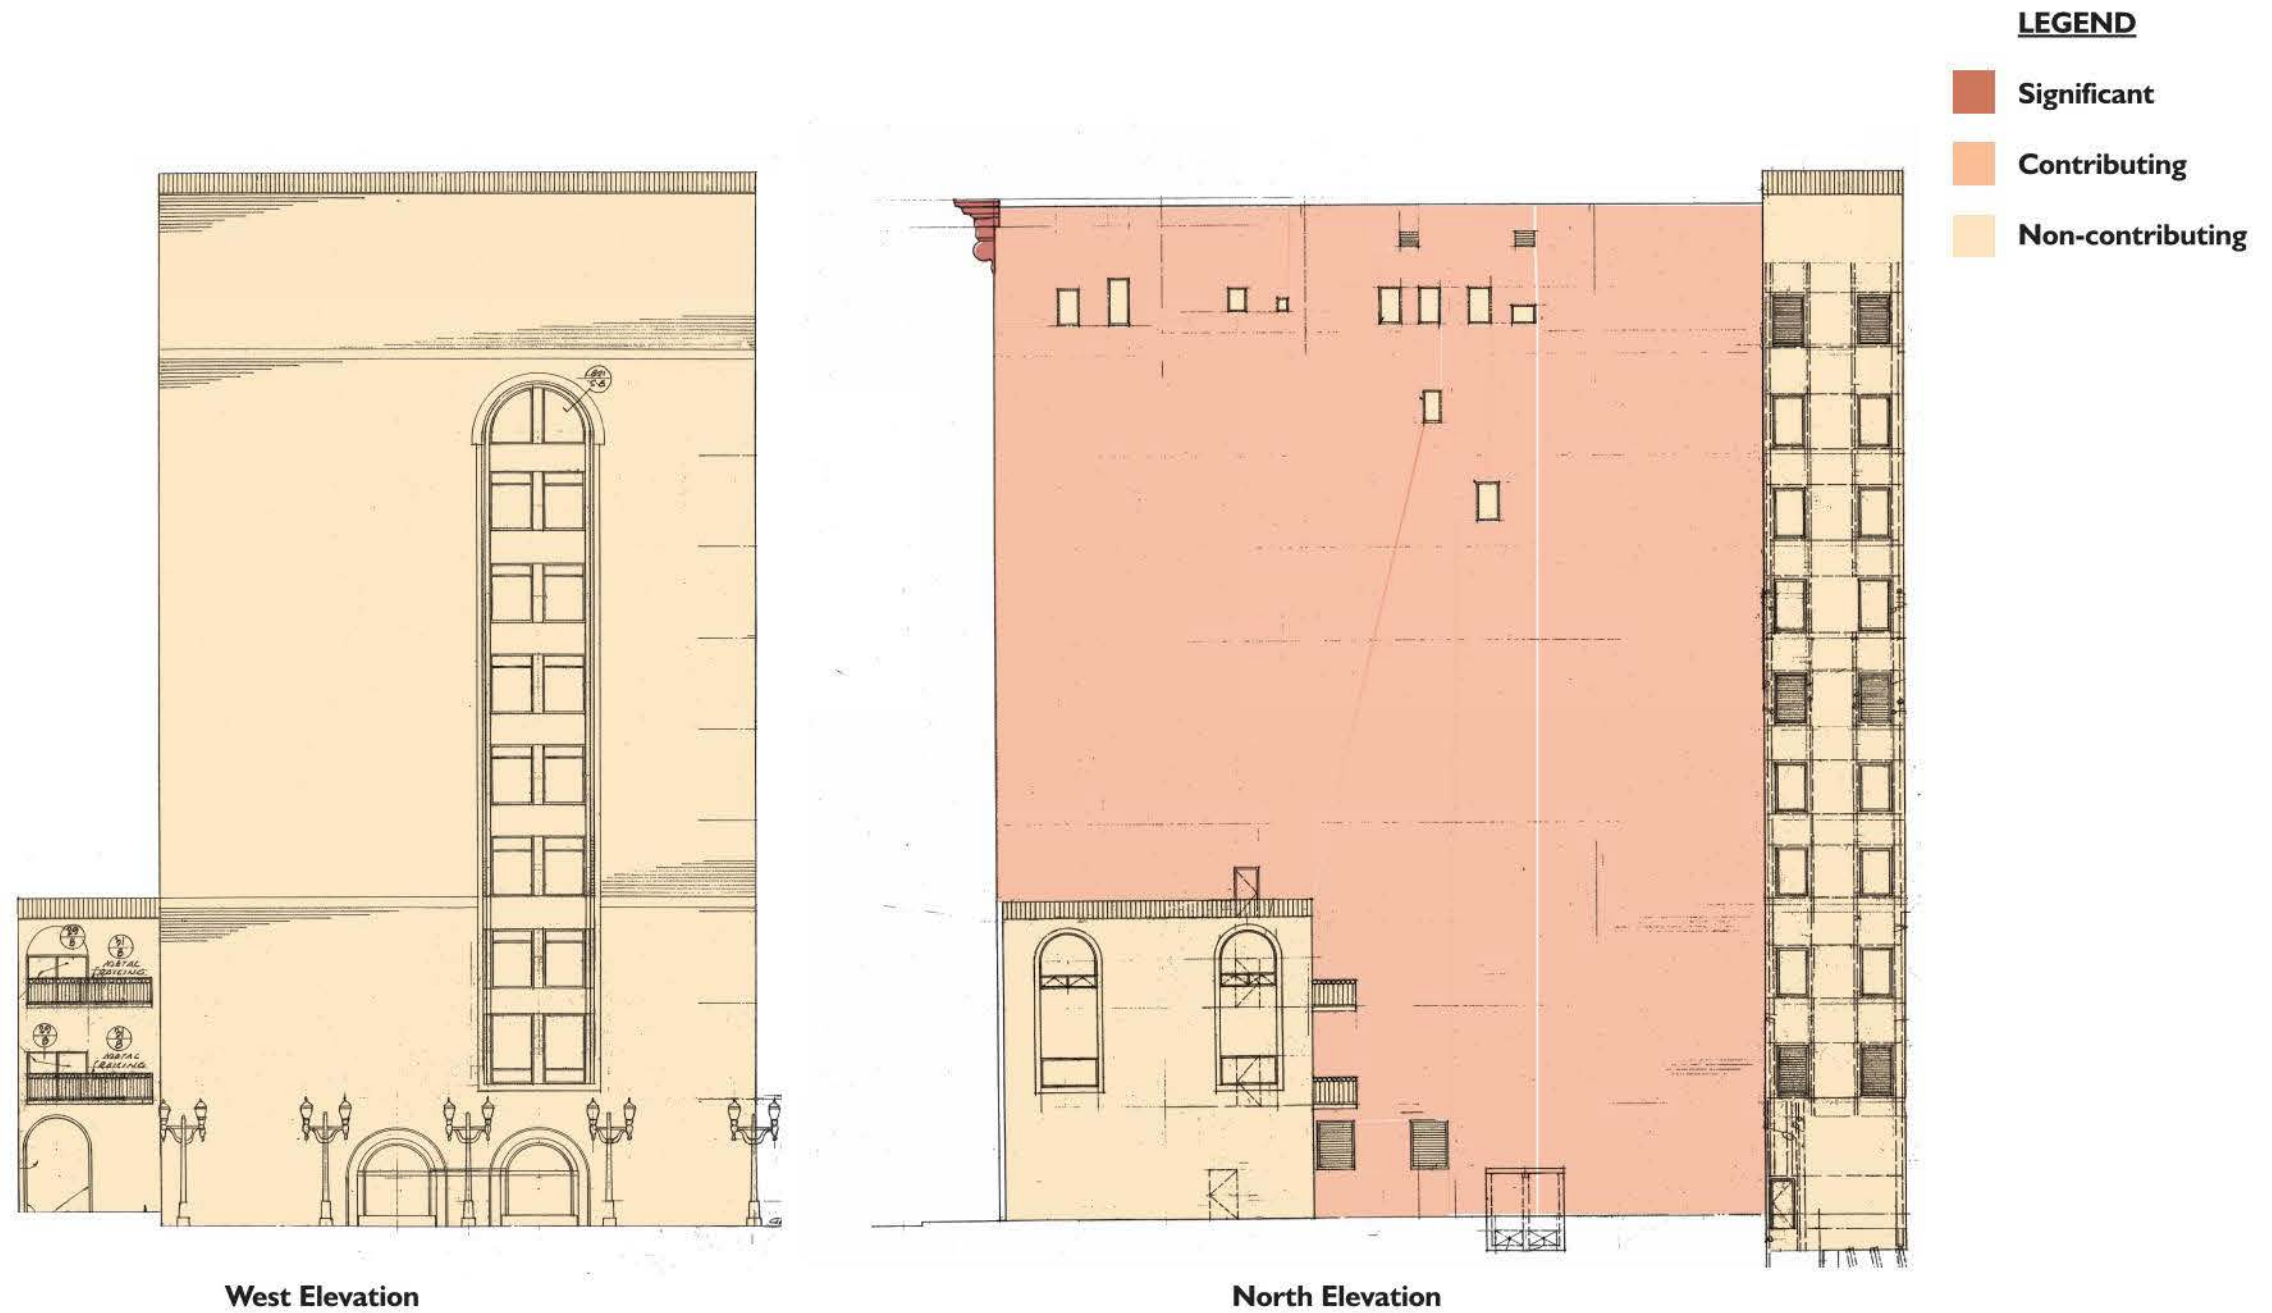 LEGEND
Significant
Contributing
Non-contributing
METAL
RAILING
METAL
RAILING
West Elevation
North Elevation